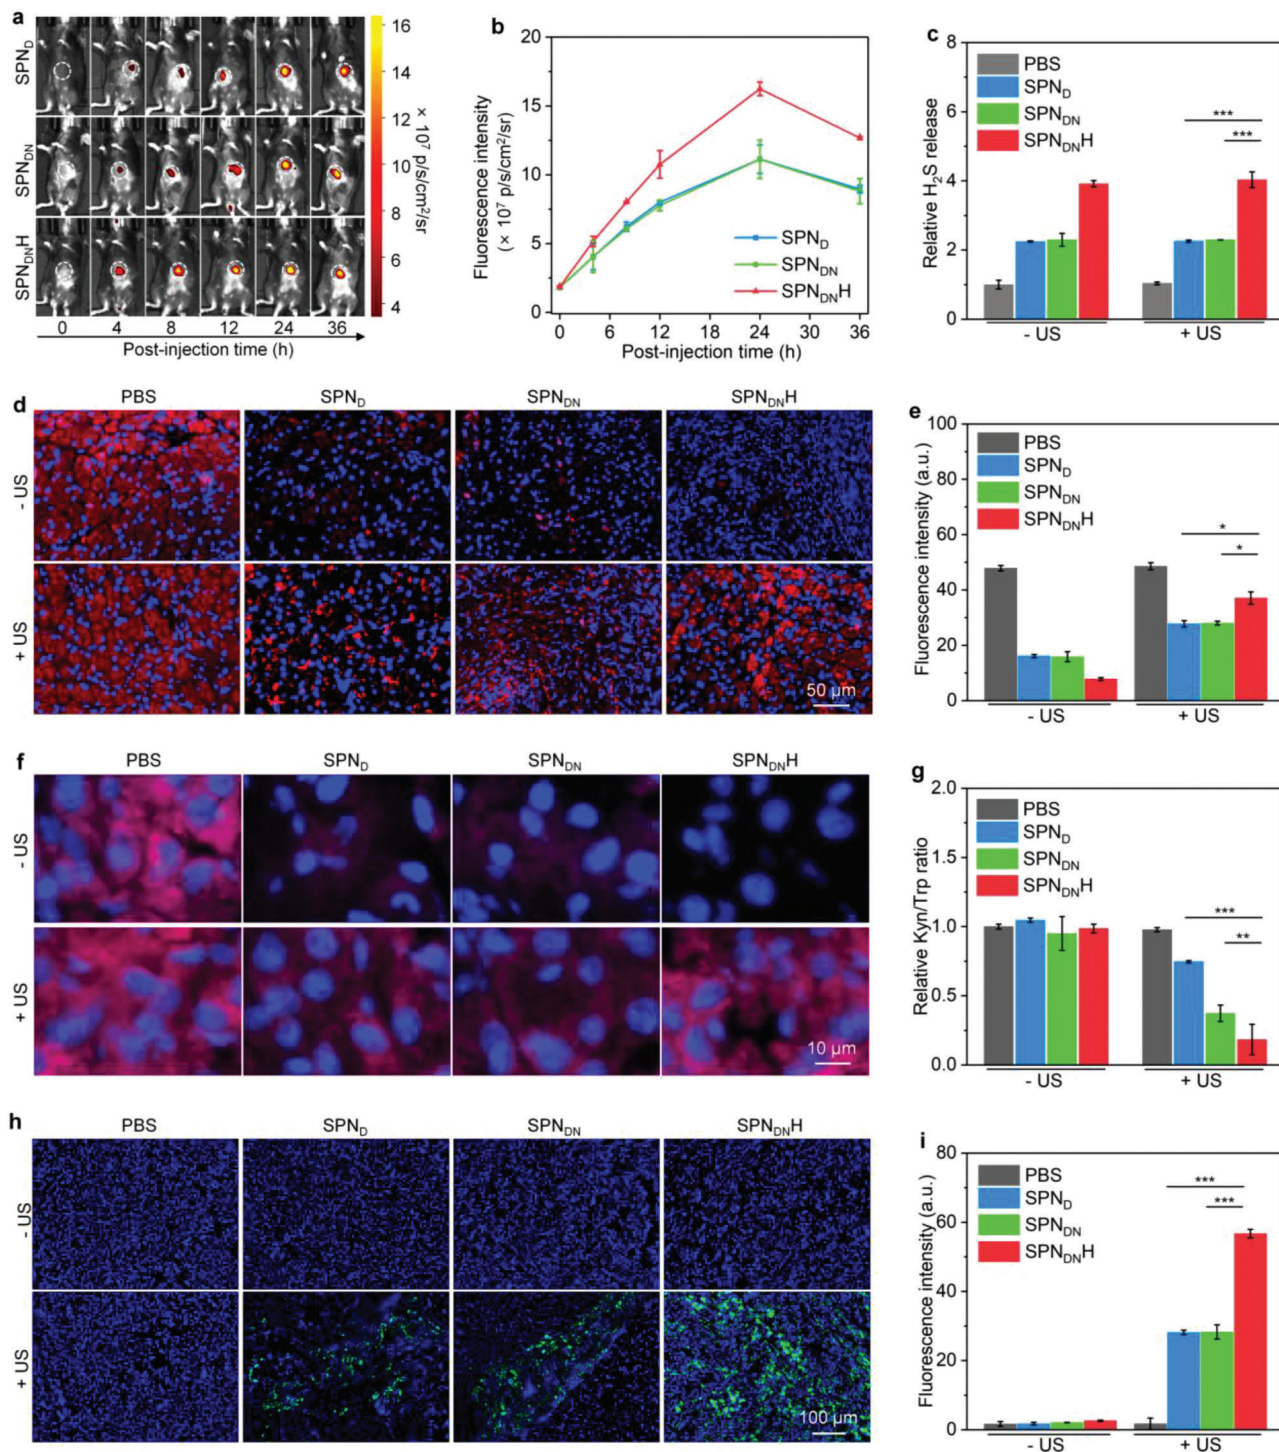 a
SPND
SPNDN
SPNDNH
0 4 8 12 24 36
Post-injection time (h)
16
14
12
10
8
6
4
× 10⁷ p/s/cm²/sr
b
Fluorescence intensity
(× 10⁷ p/s/cm²/sr)
20
15
10
5
0
SPND
SPNDN
SPNDNH
0 6 12 18 24 30 36
Post-injection time (h)
c
Relative H₂S release
8
6
4
2
0
PBS
SPND
SPNDN
SPNDNH
***
***
- US + US
d
PBS SPND SPNDN SPNDNH
- US
+ US
50 µm
e
Fluorescence intensity (a.u.)
100
80
60
40
20
0
PBS
SPND
SPNDN
SPNDNH
*
*
- US + US
f
PBS SPND SPNDN SPNDNH
- US
+ US
10 µm
g
Relative Kyn/Trp ratio
2.0
1.5
1.0
0.5
0.0
PBS
SPND
SPNDN
SPNDNH
***
**
- US + US
h
PBS SPND SPNDN SPNDNH
- US
+ US
100 µm
i
Fluorescence intensity (a.u.)
80
60
40
20
0
PBS
SPND
SPNDN
SPNDNH
***
***
- US + US